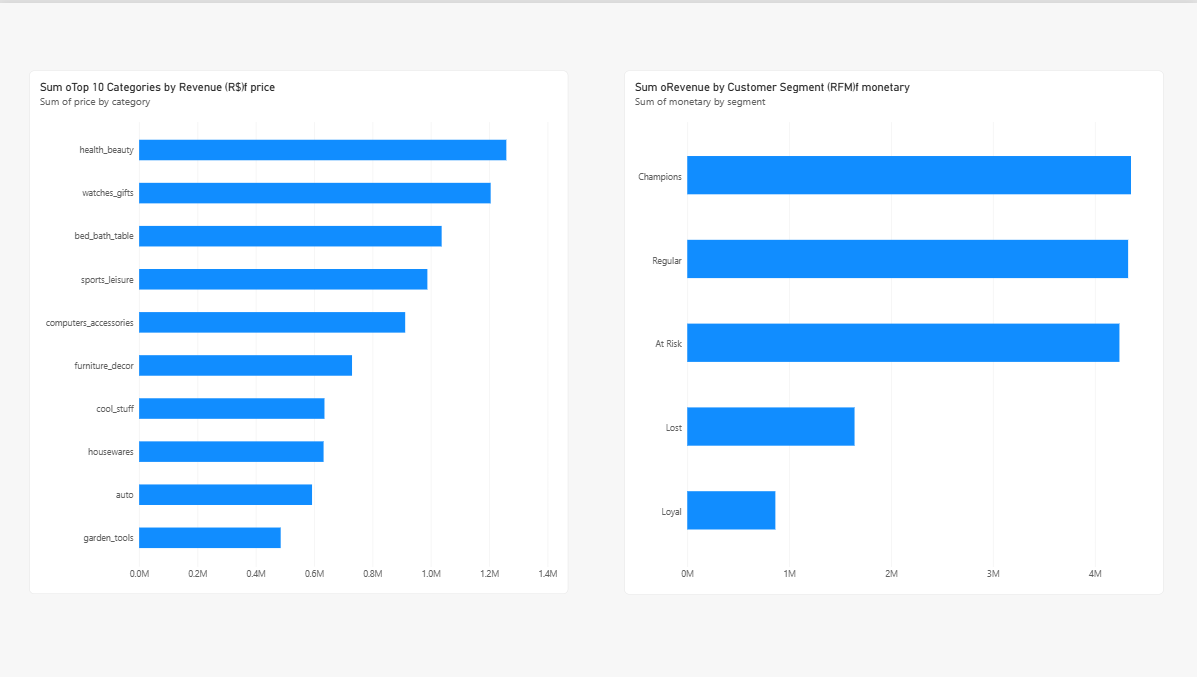 Sum oTop 10 Categories by Revenue (R$)f price
Sum of price by category
health_beauty
watches_gifts
bed_bath_table
sports_leisure
computers_accessories
furniture_decor
cool_stuff
housewares
auto
garden_tools
0.0M 0.2M 0.4M 0.6M 0.8M 1.0M 1.2M 1.4M
Sum oRevenue by Customer Segment (RFM)f monetary
Sum of monetary by segment
Champions
Regular
At Risk
Lost
Loyal
0M 1M 2M 3M 4M